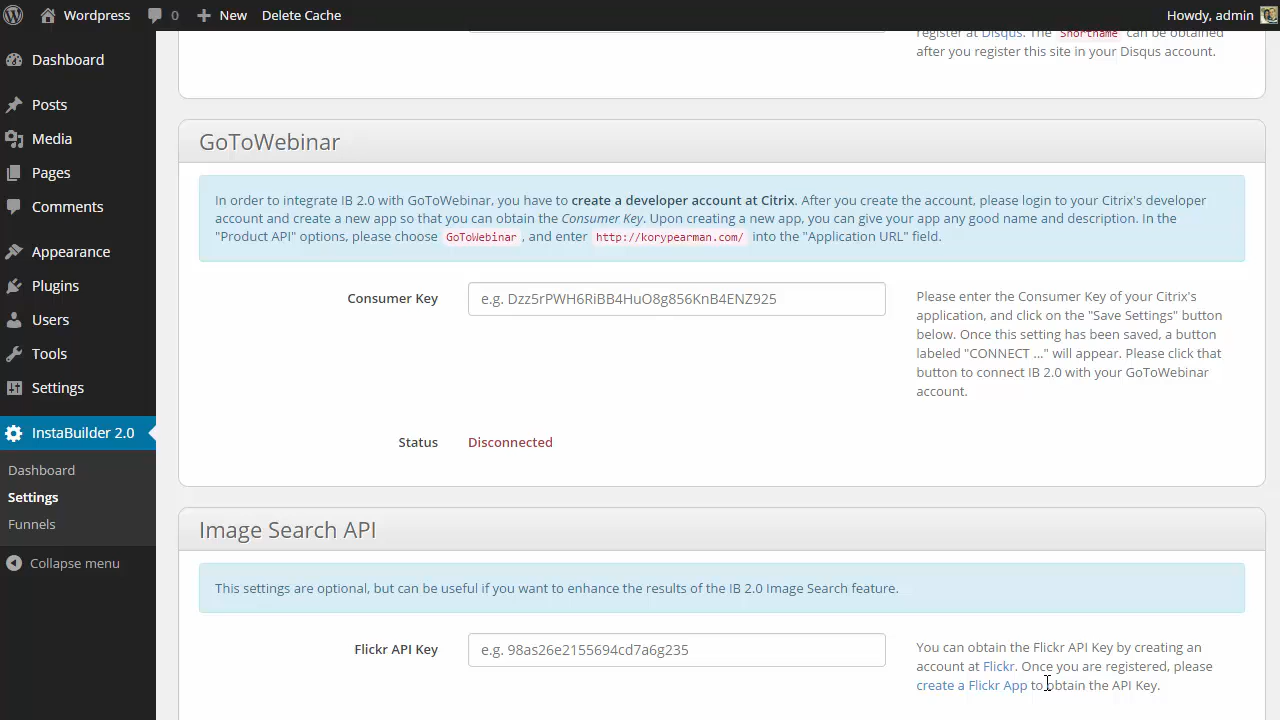 Wordpress 0 New Delete Cache Howdy, admin
Dashboard
Posts
Media
Pages
Comments
Appearance
Plugins
Users
Tools
Settings
InstaBuilder 2.0
Dashboard
Settings
Funnels
Collapse menu
register at Disqus. The Shortname can be obtained
after you register this site in your Disqus account.
GoToWebinar
In order to integrate IB 2.0 with GoToWebinar, you have to create a developer account at Citrix. After you create the account, please login to your Citrix's developer
account and create a new app so that you can obtain the Consumer Key. Upon creating a new app, you can give your app any good name and description. In the
"Product API" options, please choose GoToWebinar, and enter http://korypearman.com/ into the "Application URL" field.
Consumer Key e.g. Dzz5rPWH6RiBB4HuO8g856KnB4ENZ925
Please enter the Consumer Key of your Citrix's
application, and click on the "Save Settings" button
below. Once this setting has been saved, a button
labeled "CONNECT ..." will appear. Please click that
button to connect IB 2.0 with your GoToWebinar
account.
Status Disconnected
Image Search API
This settings are optional, but can be useful if you want to enhance the results of the IB 2.0 Image Search feature.
Flickr API Key e.g. 98as26e2155694cd7a6g235
You can obtain the Flickr API Key by creating an
account at Flickr. Once you are registered, please
create a Flickr App to obtain the API Key.